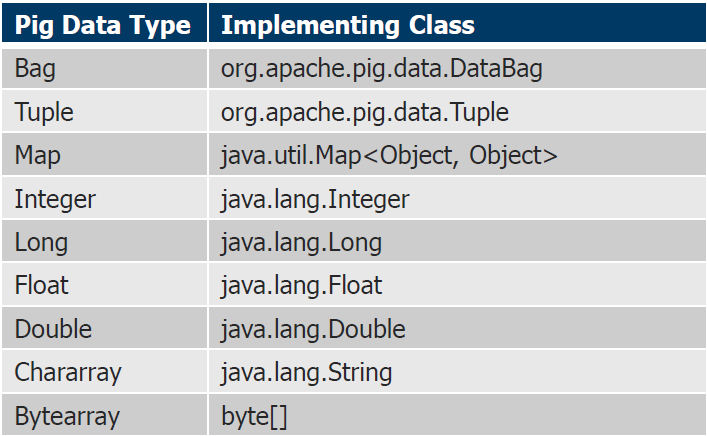 Pig Data Type Implementing Class
Bag org.apache.pig.data.DataBag
Tuple org.apache.pig.data.Tuple
Map java.util.Map<Object, Object>
Integer java.lang.Integer
Long java.lang.Long
Float java.lang.Float
Double java.lang.Double
Chararray java.lang.String
Bytearray byte[]